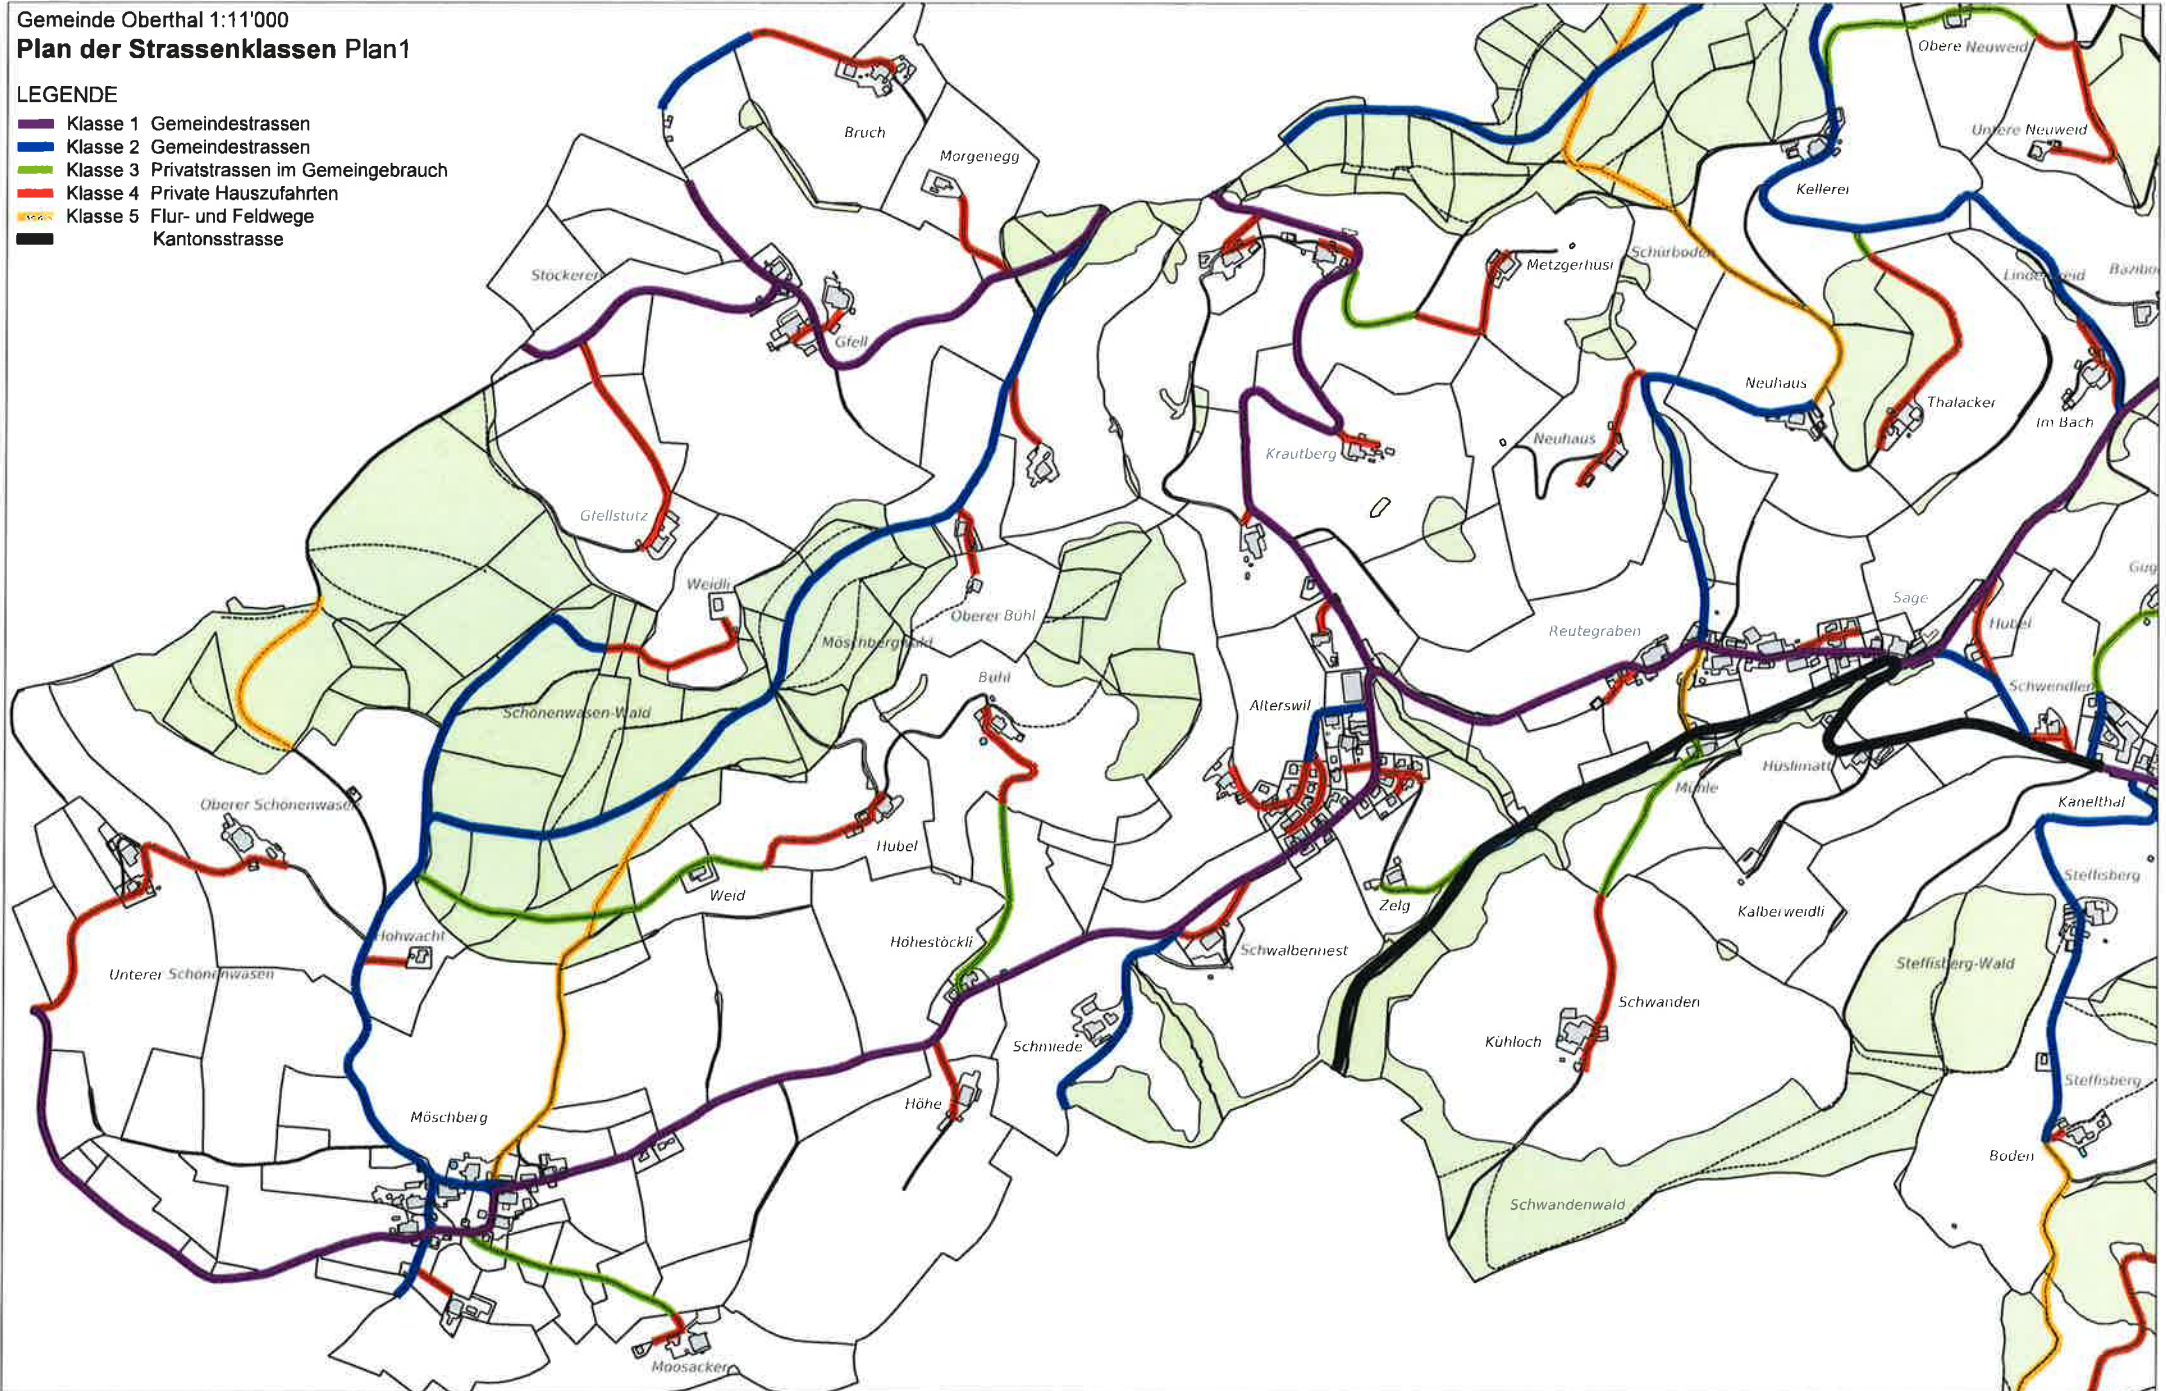 Gemeinde Oberthal 1:11'000
Plan der Strassenklassen Plan1
LEGENDE
Klasse 1 Gemeindestrassen
Klasse 2 Gemeindestrassen
Klasse 3 Privatstrassen im Gemeingebrauch
Klasse 4 Private Hauszufahrten
Klasse 5 Flur- und Feldwege
Kantonsstrasse
Obere Neuweid
Bruch
Untere Neuweid
Morgenegg
Kellerei
Stöckeren
Metzgerhüsi
Schürboden
Lindenweid
Gfell
Neuhaus
Thalacker
Im Bach
Neuhaus
Krautberg
Gfellstutz
Weidli
Oberer Bühl
Säge
Hubel
Reutegraben
Möschbergwald
Bühl
Schwendlen
Schönenwasen-Wald
Alterswil
Hüslimatt
Mühle
Kanelthal
Oberer Schönenwasen
Hubel
Steffisberg
Weid
Zelg
Kalberweidli
Hohwacht
Höhestöckli
Schwalbennest
Steffisberg-Wald
Unterer Schönenwasen
Schwanden
Schmiede
Kühloch
Steffisberg
Höhe
Möschberg
Boden
Schwandenwald
Moosacker